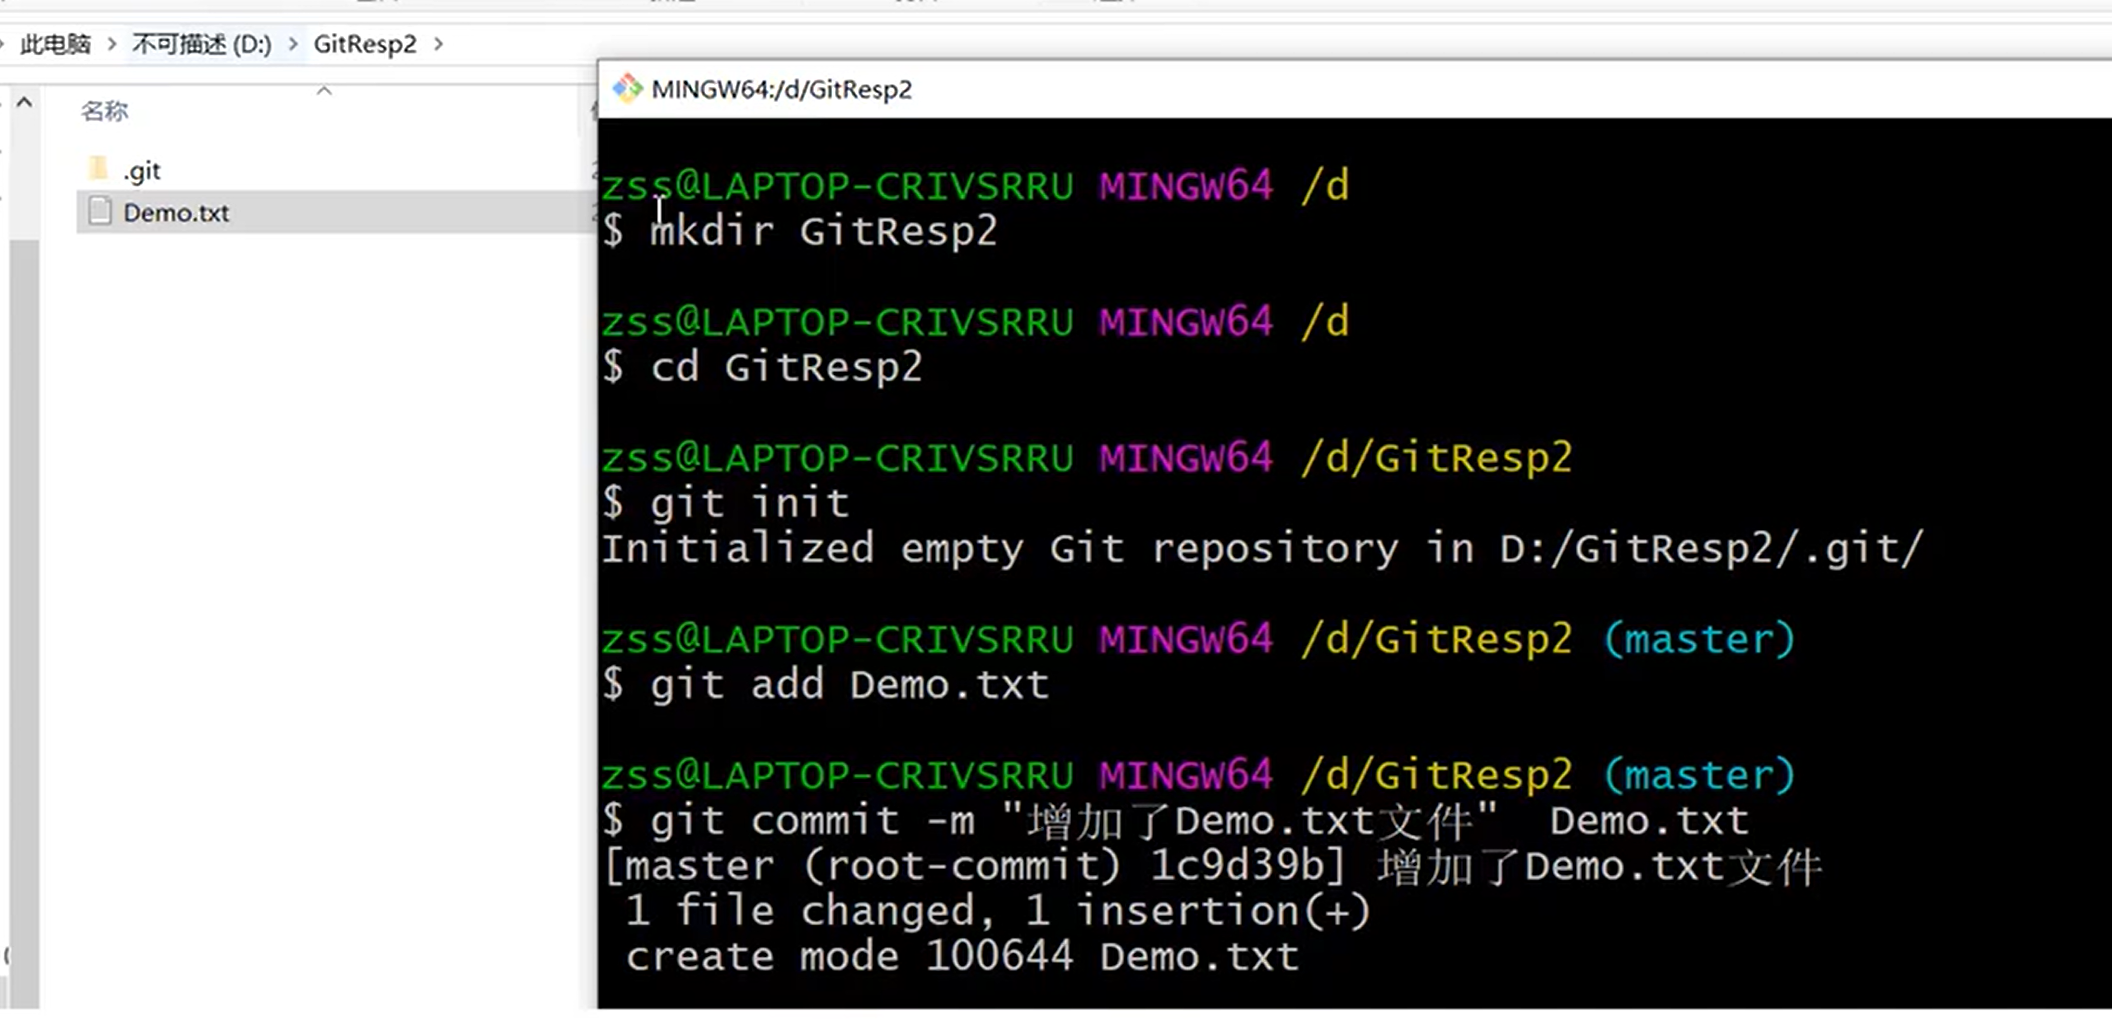 此电脑 > 不可描述 (D:) > GitResp2 >
名称
.git
Demo.txt
MINGW64:/d/GitResp2
zss@LAPTOP-CRIVSRRU MINGW64 /d
$ mkdir GitResp2
zss@LAPTOP-CRIVSRRU MINGW64 /d
$ cd GitResp2
zss@LAPTOP-CRIVSRRU MINGW64 /d/GitResp2
$ git init
Initialized empty Git repository in D:/GitResp2/.git/
zss@LAPTOP-CRIVSRRU MINGW64 /d/GitResp2 (master)
$ git add Demo.txt
zss@LAPTOP-CRIVSRRU MINGW64 /d/GitResp2 (master)
$ git commit -m "增加了Demo.txt文件"  Demo.txt
[master (root-commit) 1c9d39b] 增加了Demo.txt文件
 1 file changed, 1 insertion(+)
 create mode 100644 Demo.txt